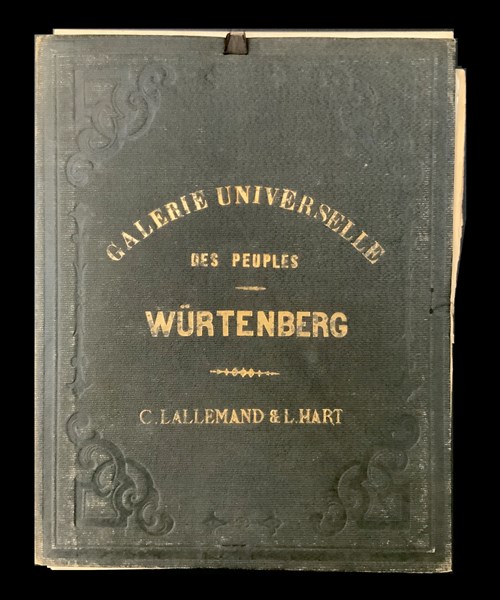 GALERIE UNIVERSELLE
DES PEUPLES
WÜRTENBERG
C. LALLEMAND & L. HART